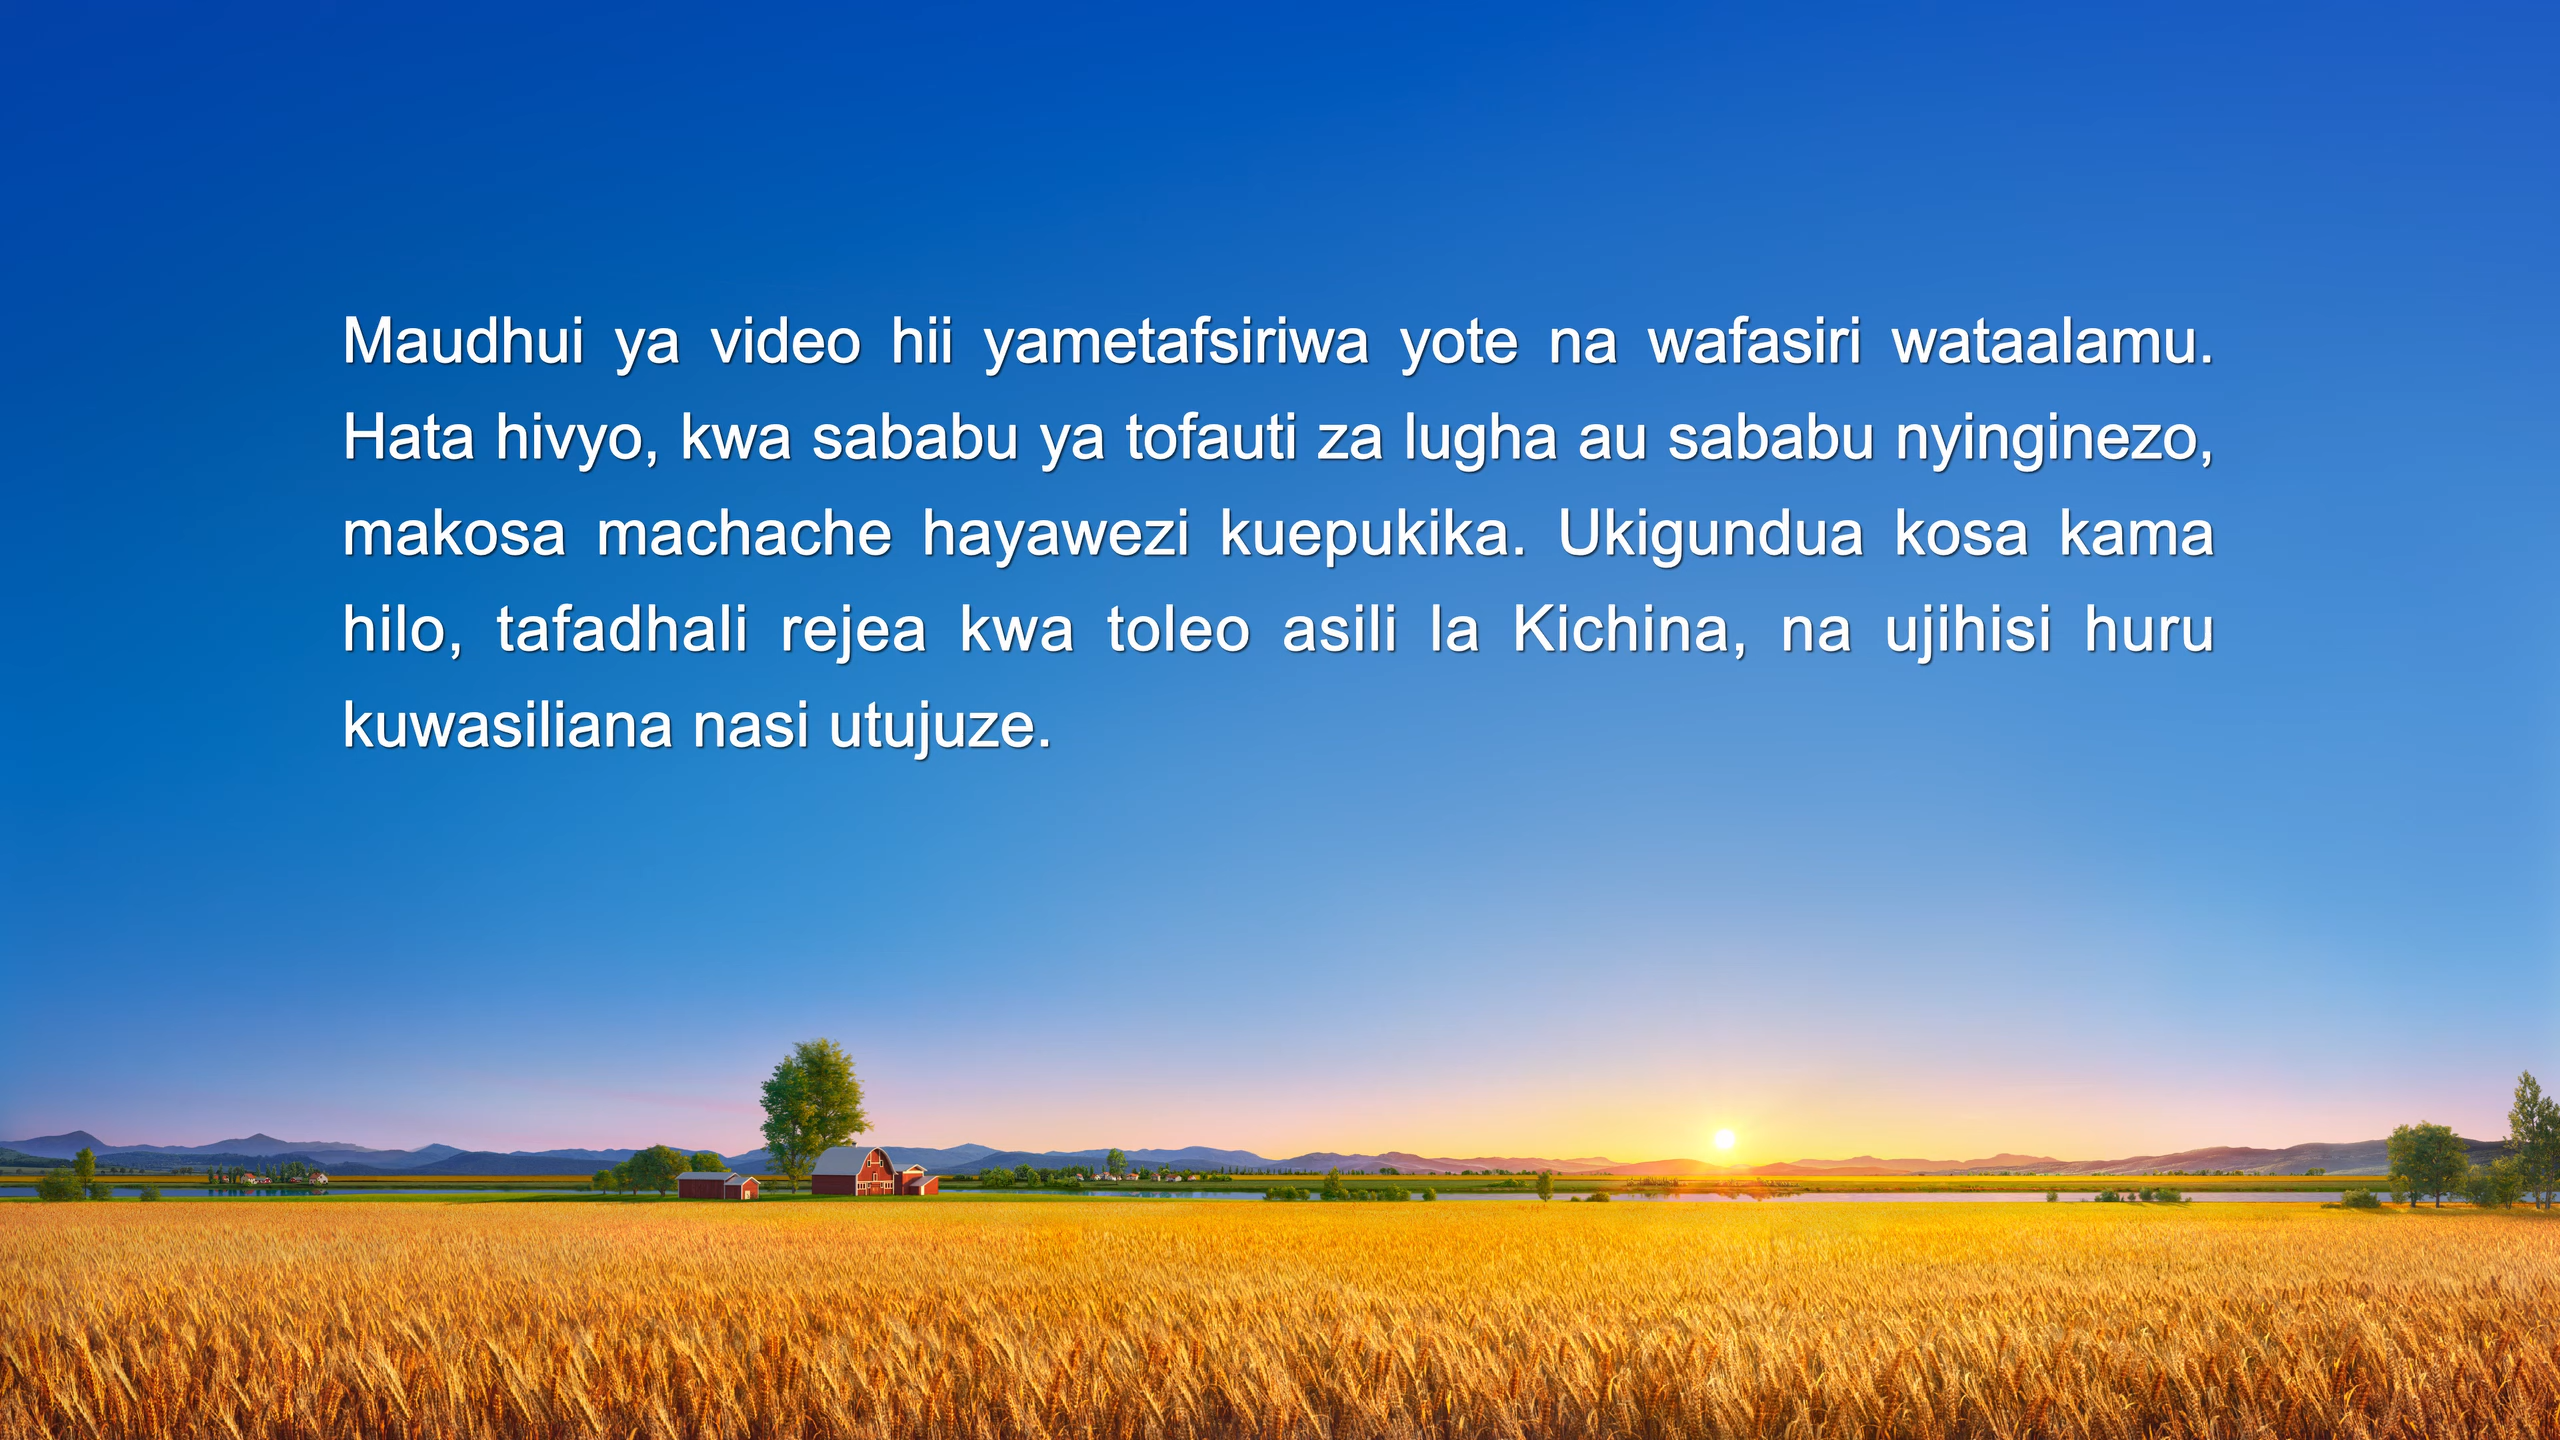 Maudhui ya video hii yametafsiriwa yote na wafasiri wataalamu.
Hata hivyo, kwa sababu ya tofauti za lugha au sababu nyinginezo,
makosa machache hayawezi kuepukika. Ukigundua kosa kama
hilo, tafadhali rejea kwa toleo asili la Kichina, na ujihisi huru
kuwasiliana nasi utujuze.